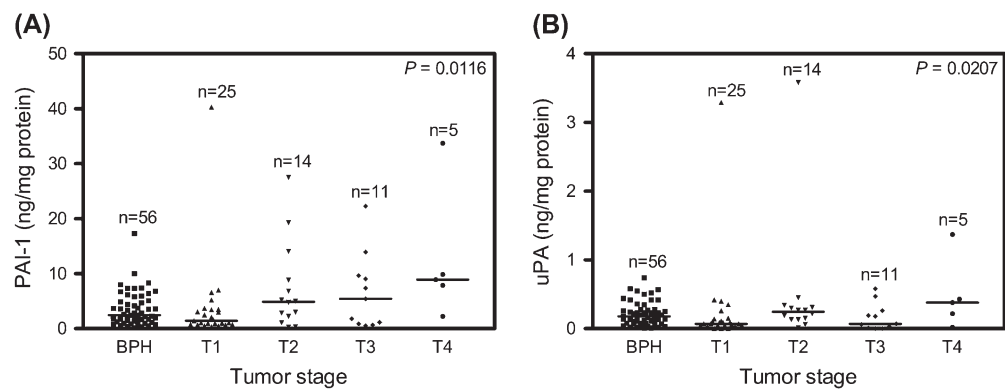 (A)
PAI-1 (ng/mg protein)
50
40
30
20
10
0
P = 0.0116
n=56
n=25
n=14
n=11
n=5
BPH T1 T2 T3 T4
Tumor stage
(B)
uPA (ng/mg protein)
4
3
2
1
0
P = 0.0207
n=56
n=25
n=14
n=11
n=5
BPH T1 T2 T3 T4
Tumor stage